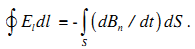 ∮ E_l dl = -∫_S (dB_n / dt) dS .